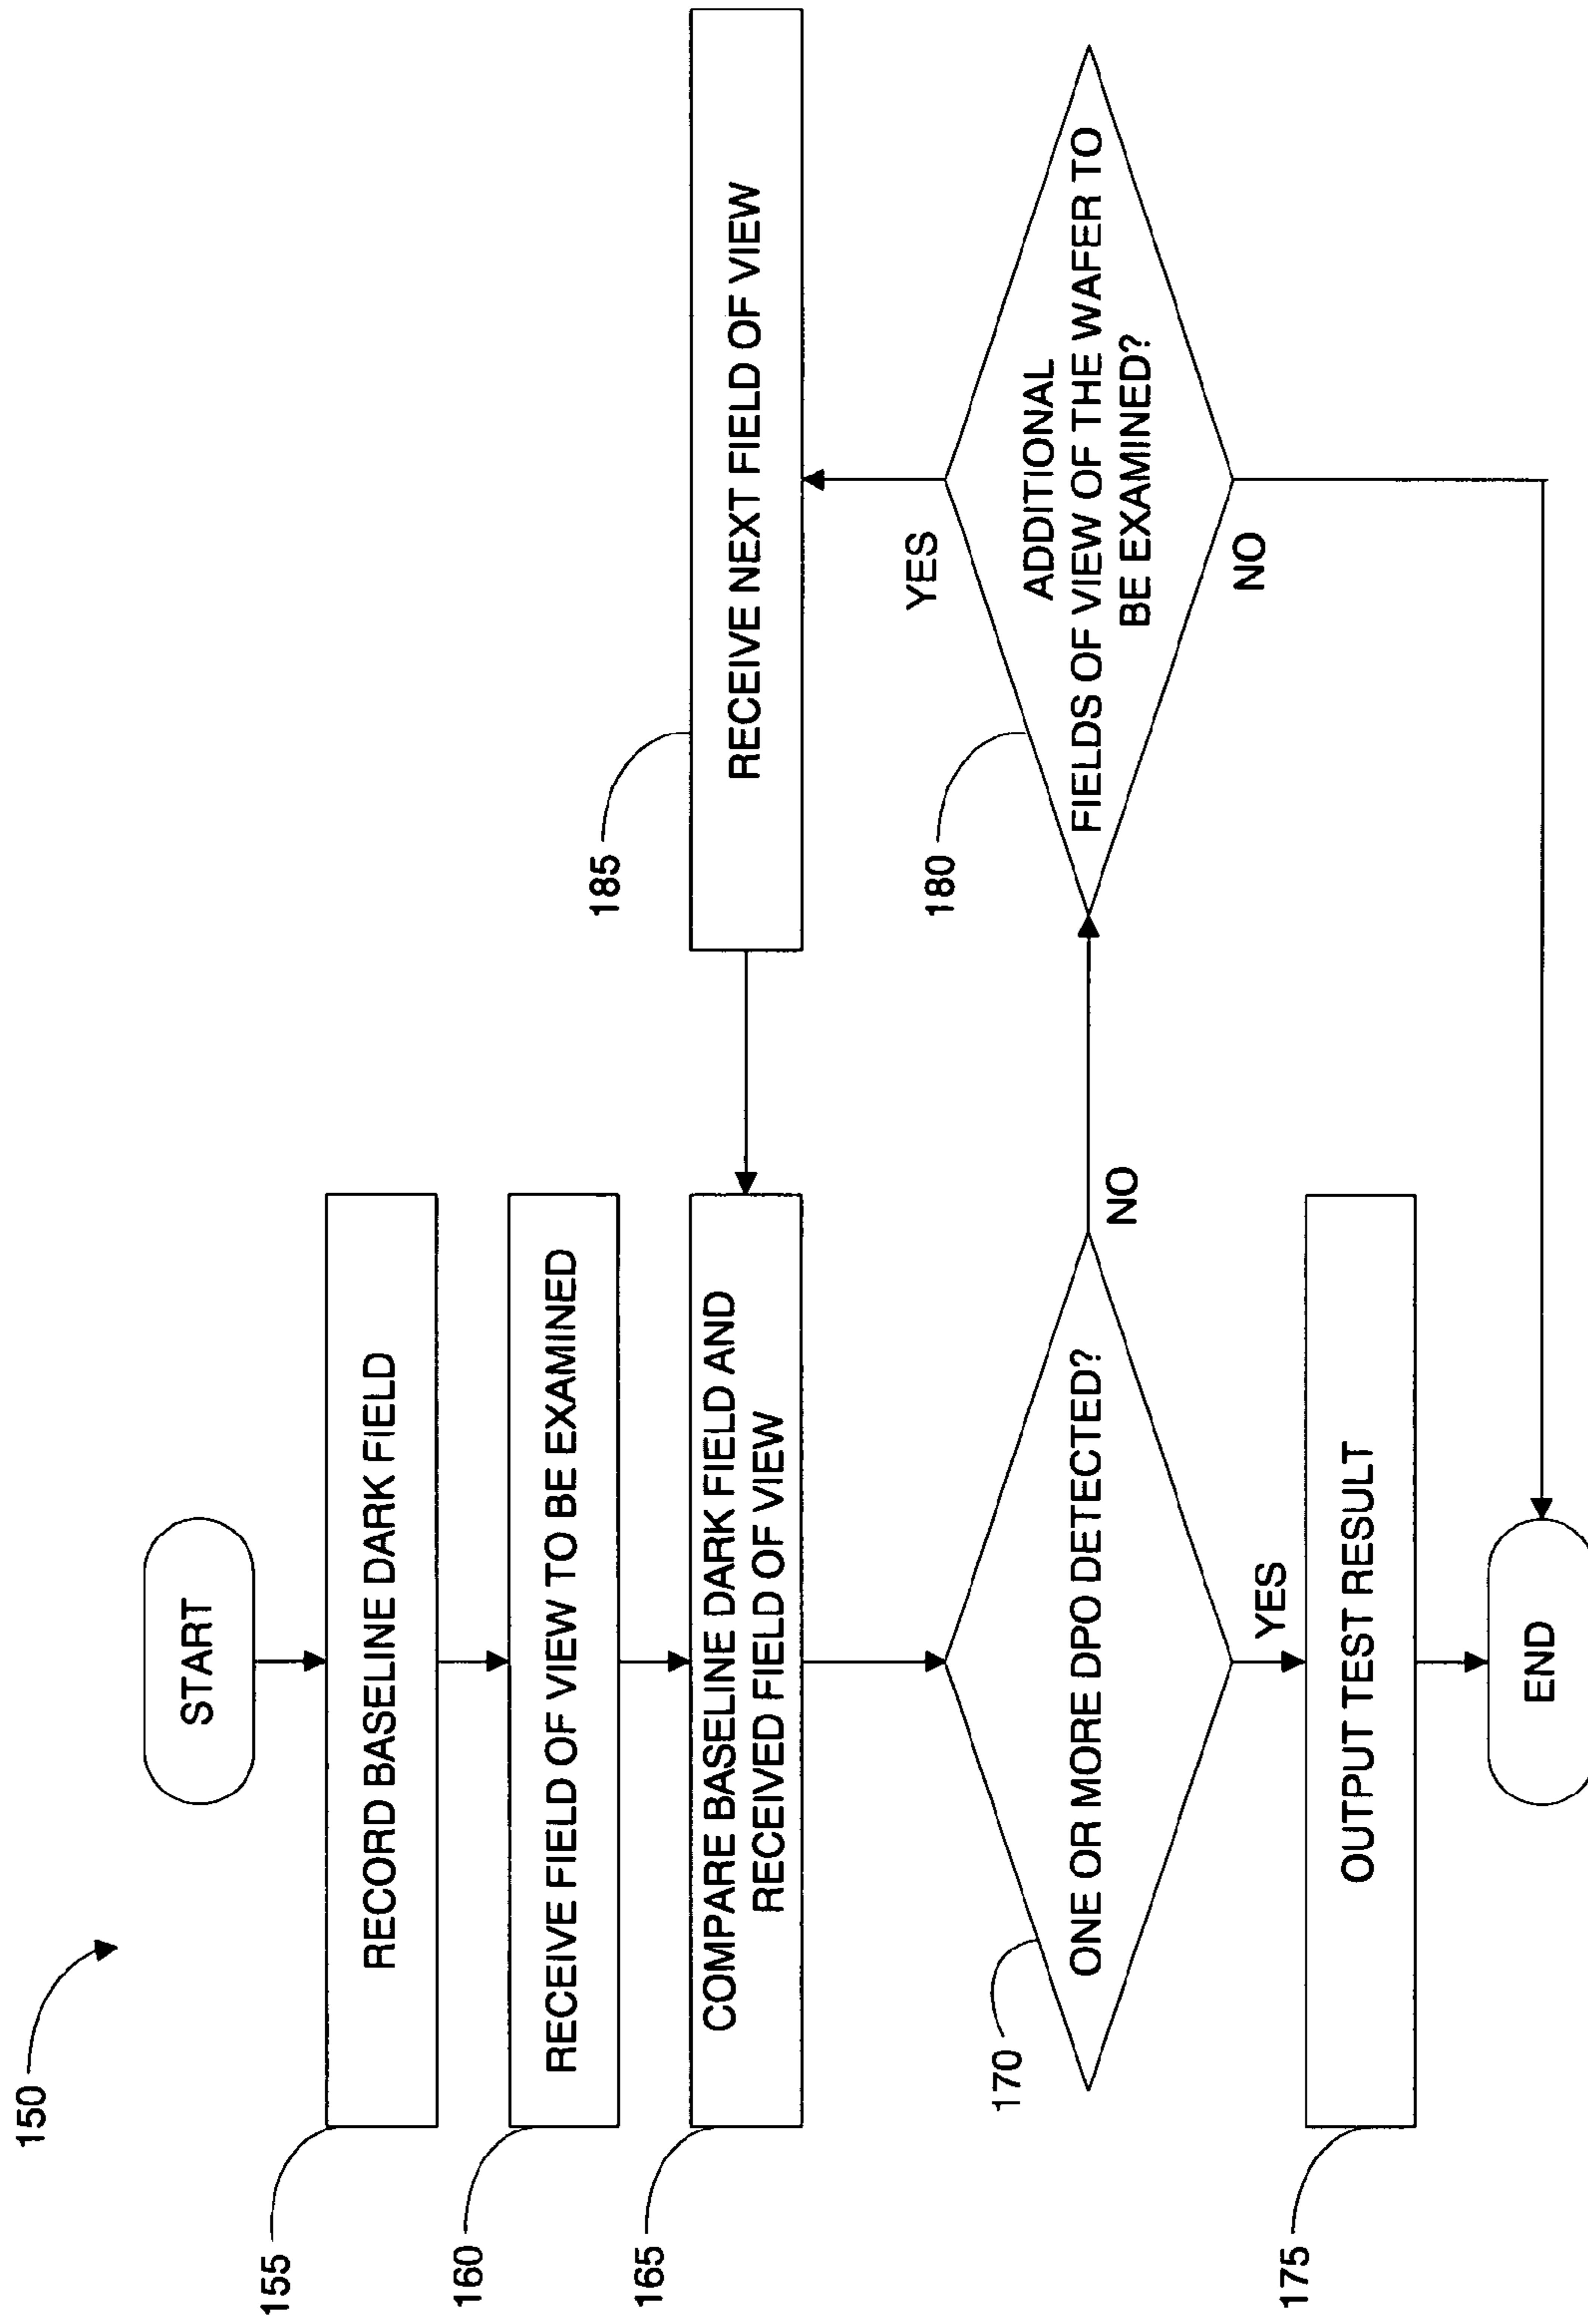 150
START
155
RECORD BASELINE DARK FIELD
160
RECEIVE FIELD OF VIEW TO BE EXAMINED
165
COMPARE BASELINE DARK FIELD AND
RECEIVED FIELD OF VIEW
185
RECEIVE NEXT FIELD OF VIEW
170
ONE OR MORE DPO DETECTED?
NO
YES
180
ADDITIONAL
FIELDS OF VIEW OF THE WAFER TO
BE EXAMINED?
YES
NO
175
OUTPUT TEST RESULT
END